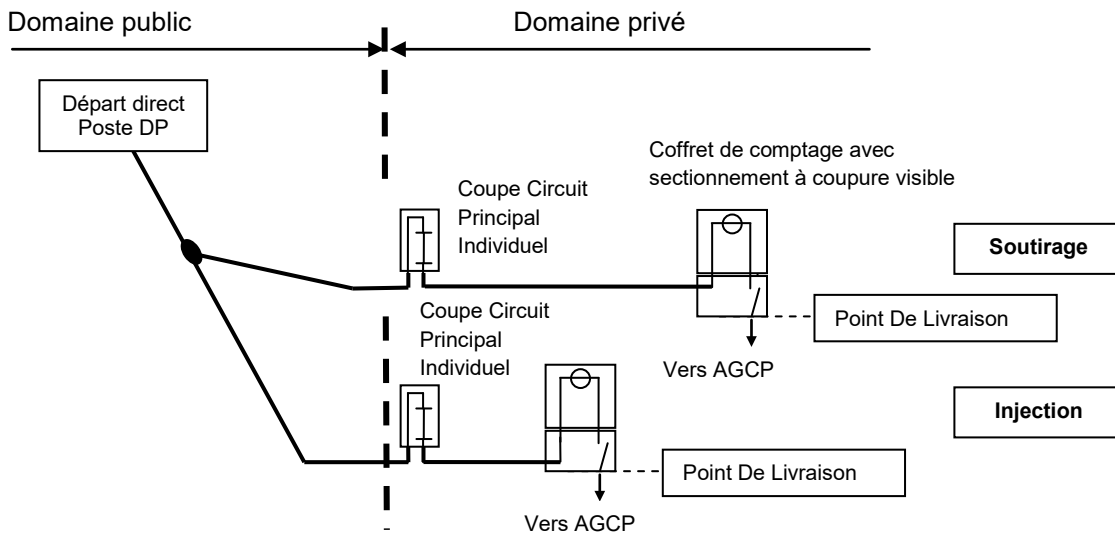 Domaine public
Domaine privé
Départ direct
Poste DP
Coffret de comptage avec
sectionnement à coupure visible
Coupe Circuit
Principal
Individuel
Soutirage
Coupe Circuit
Principal
Individuel
Point De Livraison
Vers AGCP
Injection
Point De Livraison
Vers AGCP